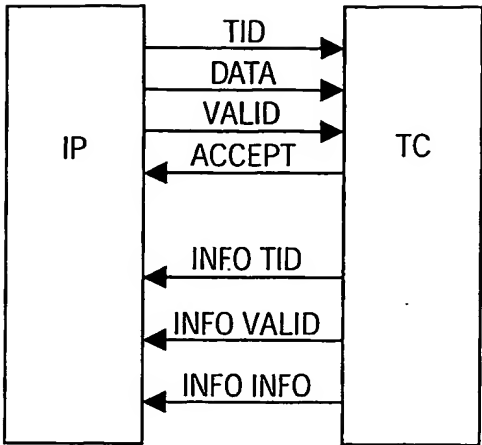 TID
DATA
VALID
IP
ACCEPT
TC
INFO TID
INFO VALID
INFO INFO